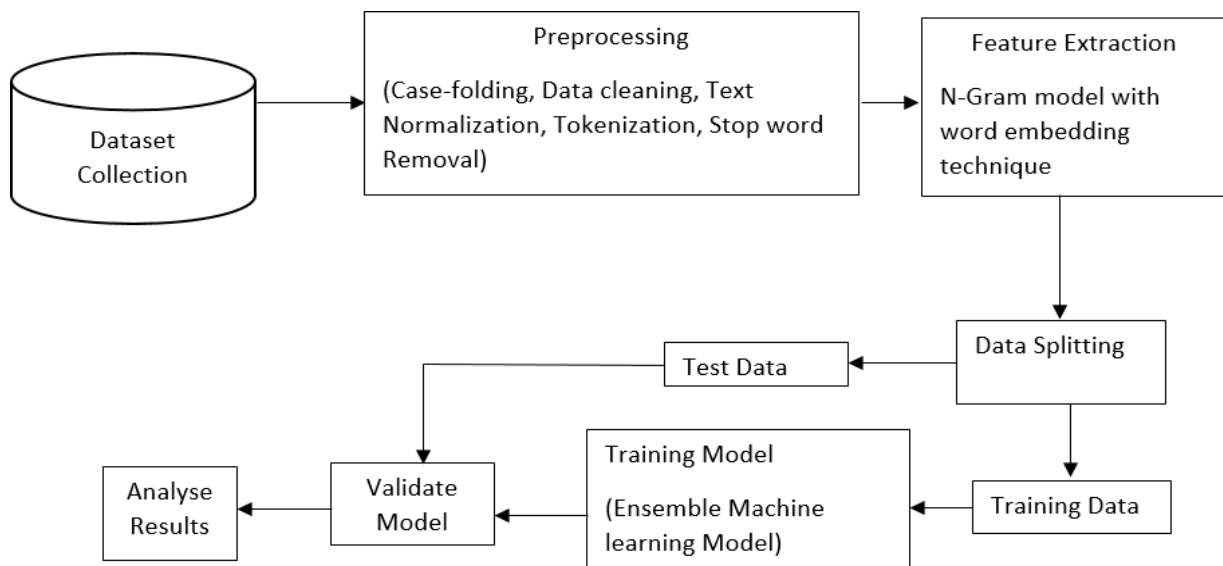 Dataset
Collection
Preprocessing
(Case-folding, Data cleaning, Text
Normalization, Tokenization, Stop word
Removal)
Feature Extraction
N-Gram model with
word embedding
technique
Data Splitting
Test Data
Training Data
Training Model
(Ensemble Machine
learning Model)
Validate
Model
Analyse
Results